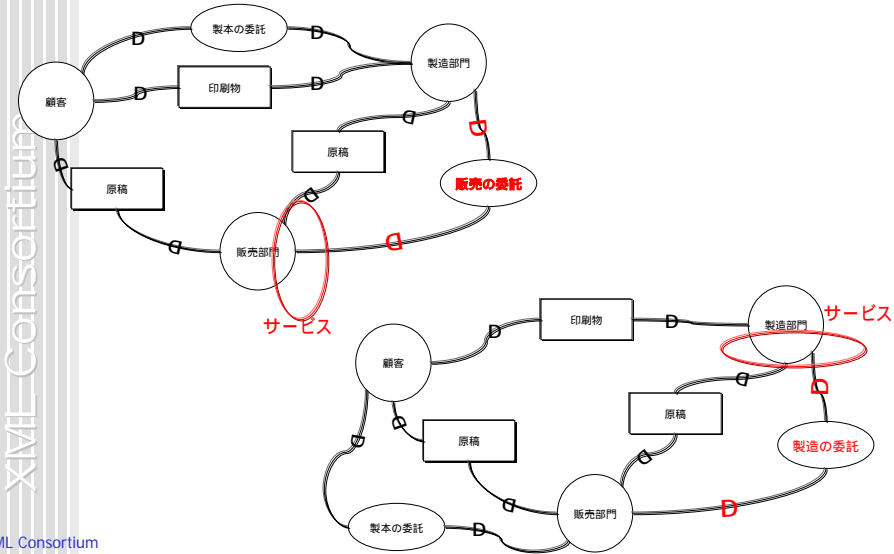 製本の委託
D
D
製造部門
顧客
D
印刷物
D
D
D
原稿
D
原稿
D
販売の委託
D
販売部門
D
サービス
XML Consortium
印刷物
D
D
製造部門
サービス
顧客
D
D
原稿
D
原稿
D
D
製造の委託
D
D
販売部門
製本の委託
D
ML Consortium